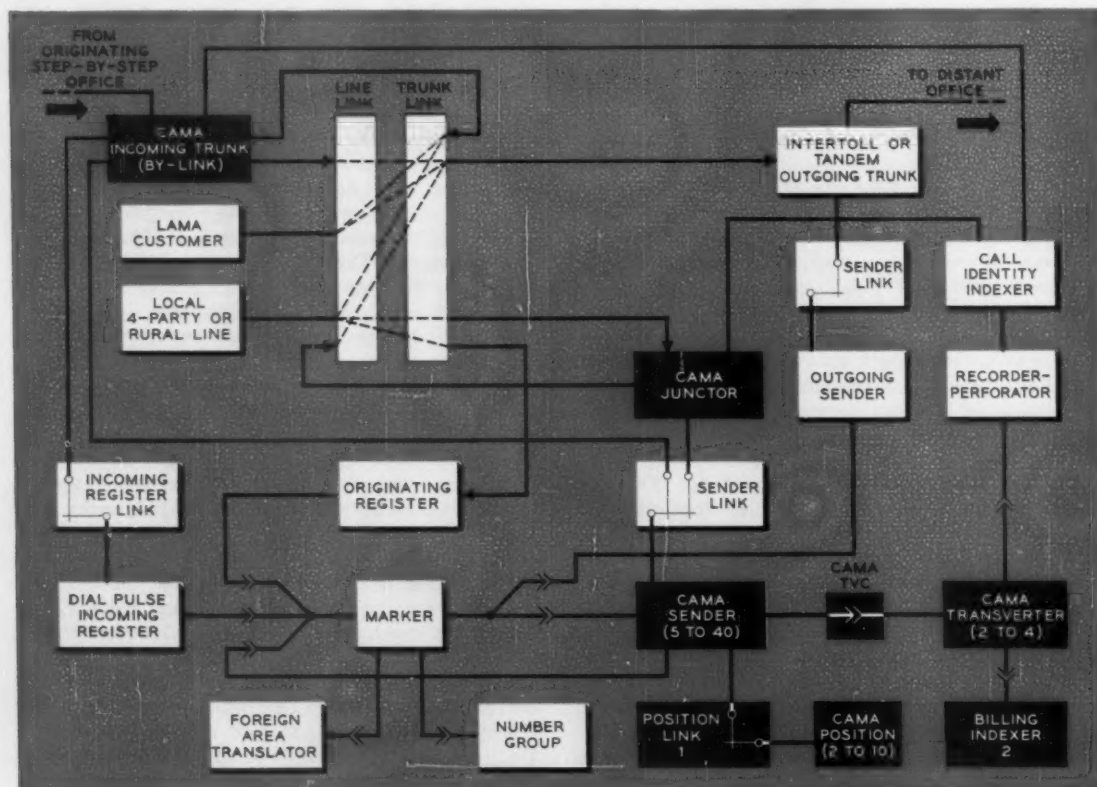 FROM
ORIGINATING
STEP-BY-STEP
OFFICE
CAMA
INCOMING TRUNK
(BY-LINK)
LINE
LINK
TRUNK
LINK
TO DISTANT
OFFICE
INTERTOLL OR
TANDEM
OUTGOING TRUNK
LAMA
CUSTOMER
LOCAL
4-PARTY OR
RURAL LINE
SENDER
LINK
CALL
IDENTITY
INDEXER
CAMA
JUNCTOR
OUTGOING
SENDER
RECORDER-
PERFORATOR
INCOMING
REGISTER
LINK
ORIGINATING
REGISTER
SENDER
LINK
DIAL PULSE
INCOMING
REGISTER
MARKER
CAMA
SENDER
(5 TO 40)
CAMA
TVC
CAMA
TRANSVERTER
(2 TO 4)
FOREIGN
AREA
TRANSLATOR
NUMBER
GROUP
POSITION
LINK
1
CAMA
POSITION
(2 TO 10)
BILLING
INDEXER
2